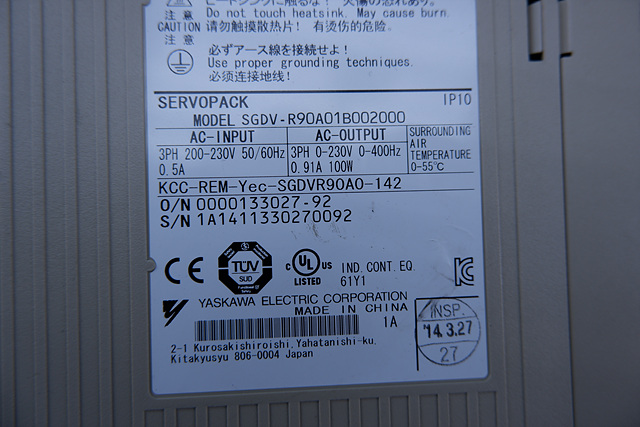 Do not touch heatsink. May cause burn.
CAUTION 请勿触摸散热片! 有烫伤的危险。
注意
必ずアース線を接続せよ!
Use proper grounding techniques.
必须连接地线!
SERVOPACK IP10
MODEL SGDV-R90A01B002000
AC-INPUT AC-OUTPUT SURROUNDING AIR TEMPERATURE 0-55℃
3PH 200-230V 50/60Hz 3PH 0-230V 0-400Hz
0.5A 0.91A 100W
KCC-REM-Yec-SGDVR90A0-142
O/N 0000133027-92
S/N 1A1411330270092
CE TÜV SÜD c UL US LISTED IND. CONT. EQ. 61Y1 KC
YASKAWA ELECTRIC CORPORATION
MADE IN CHINA
1A
2-1 Kurosakishiroishi, Yahatanishi-ku,
Kitakyusyu 806-0004 Japan
INSP.
'14.3.27
27